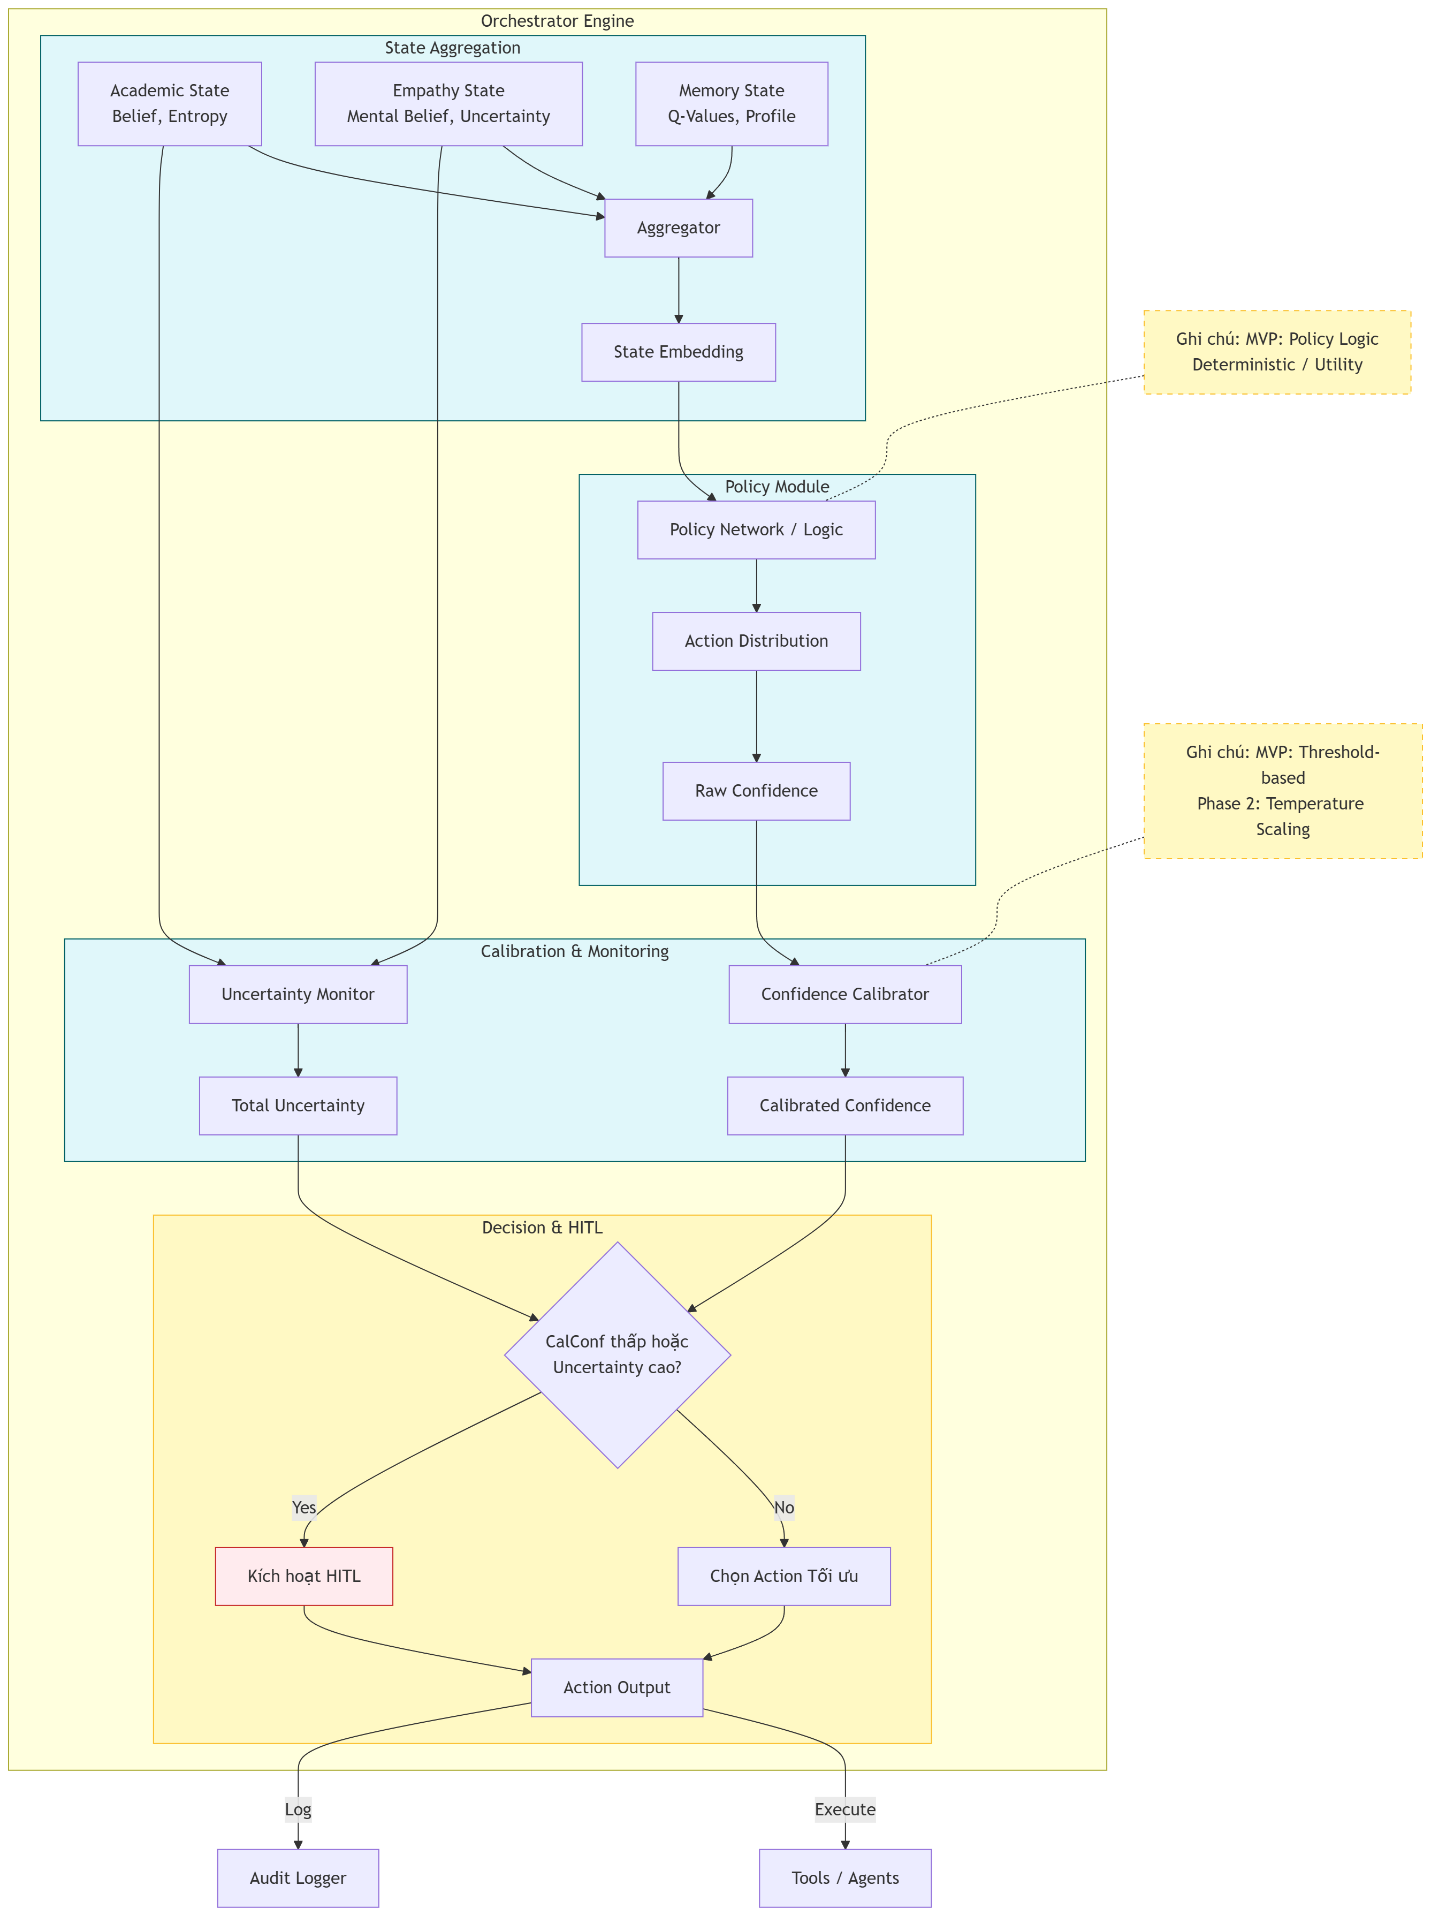 Orchestrator Engine
State Aggregation
Academic State
Belief, Entropy
Empathy State
Mental Belief, Uncertainty
Memory State
Q-Values, Profile
Aggregator
State Embedding
Ghi chú: MVP: Policy Logic
Deterministic / Utility
Policy Module
Policy Network / Logic
Action Distribution
Raw Confidence
Ghi chú: MVP: Threshold-
based
Phase 2: Temperature
Scaling
Calibration & Monitoring
Uncertainty Monitor
Confidence Calibrator
Total Uncertainty
Calibrated Confidence
Decision & HITL
CalConf thấp hoặc
Uncertainty cao?
Yes
No
Kích hoạt HITL
Chọn Action Tối ưu
Action Output
Log
Execute
Audit Logger
Tools / Agents